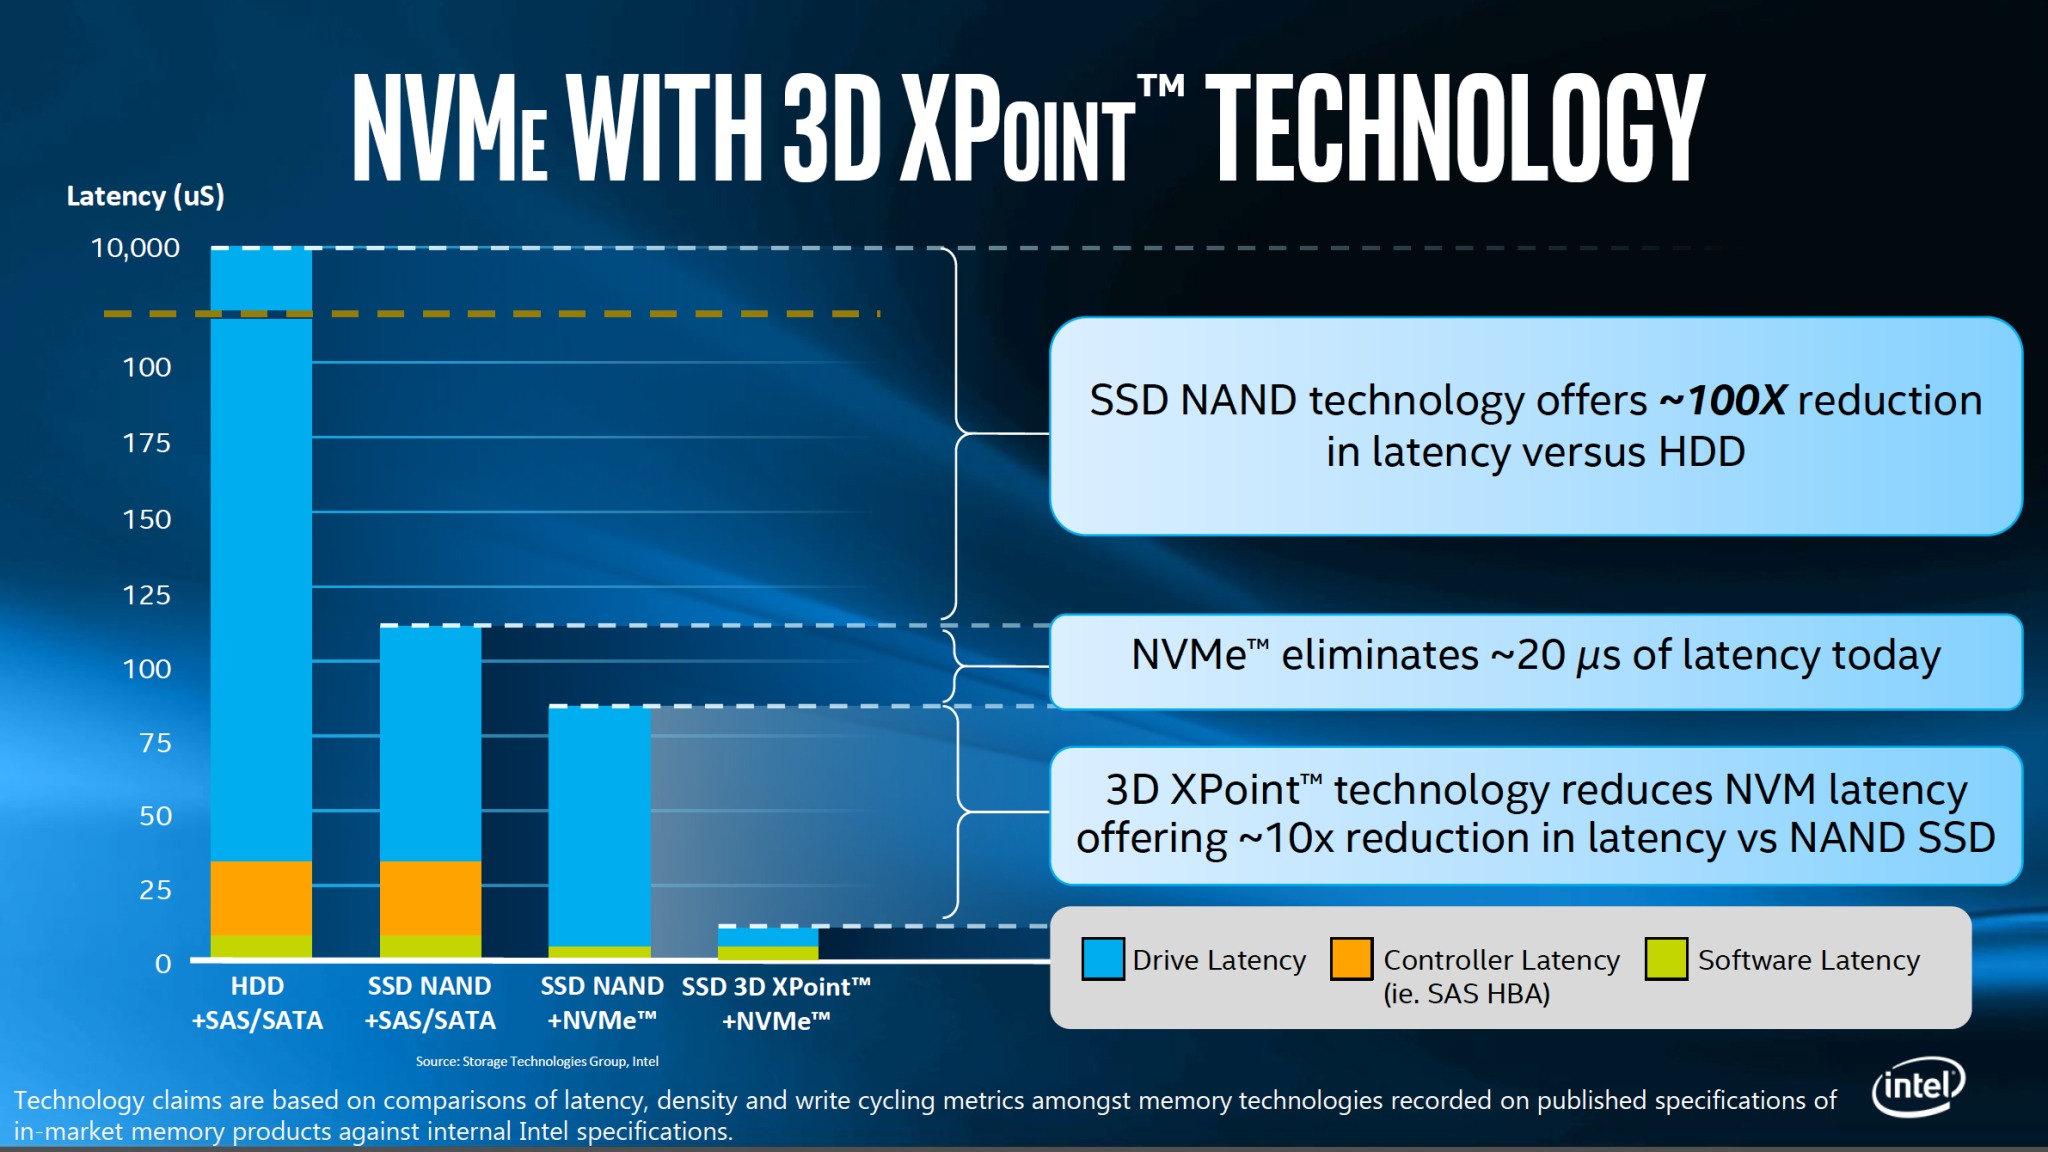 NVMe WITH 3D XPoint™ TECHNOLOGY
Latency (uS)
10,000
100
175
150
125
100
75
50
25
0
HDD
+SAS/SATA
SSD NAND
+SAS/SATA
SSD NAND
+NVMe™
SSD 3D XPoint™
+NVMe™
SSD NAND technology offers ~100X reduction
in latency versus HDD
NVMe™ eliminates ~20 µs of latency today
3D XPoint™ technology reduces NVM latency
offering ~10x reduction in latency vs NAND SSD
Drive Latency
Controller Latency
(ie. SAS HBA)
Software Latency
Source: Storage Technologies Group, Intel
Technology claims are based on comparisons of latency, density and write cycling metrics amongst memory technologies recorded on published specifications of
in-market memory products against internal Intel specifications.
intel